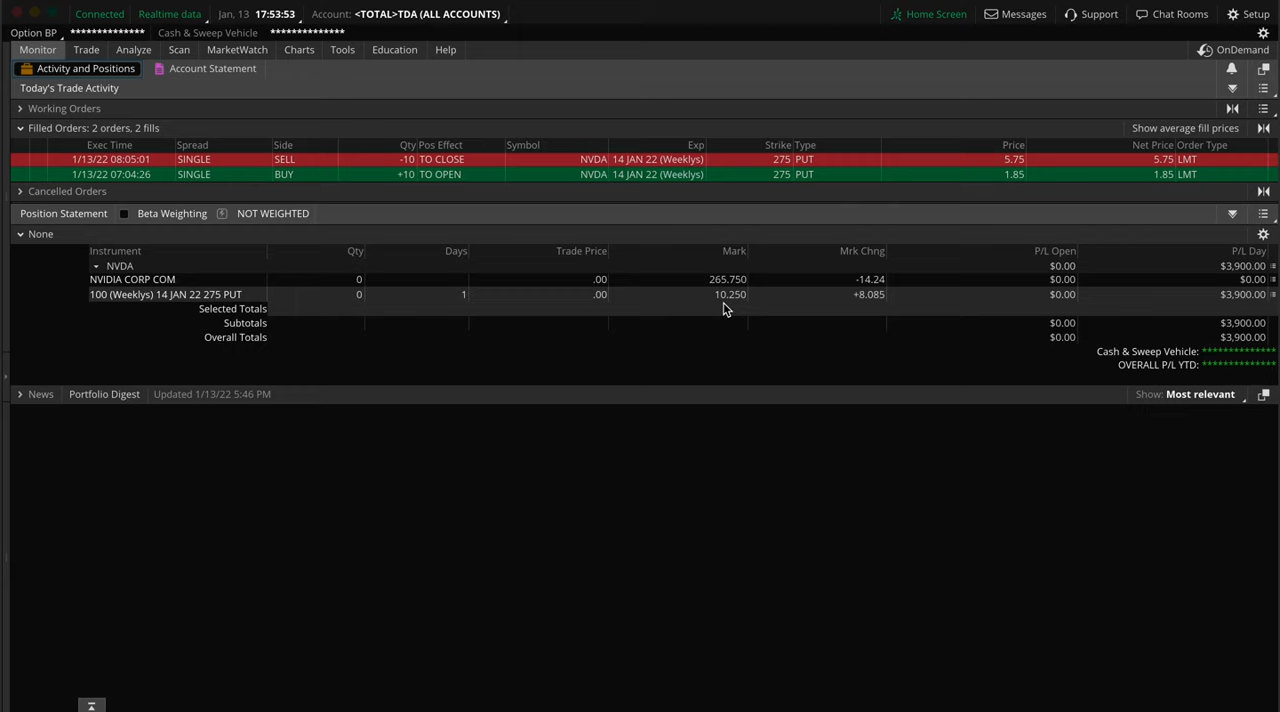 Connected Realtime data Jan, 13 17:53:53 Account: <TOTAL>TDA (ALL ACCOUNTS) Home Screen Messages Support Chat Rooms Setup
Option BP ************** Cash & Sweep Vehicle **************
Monitor Trade Analyze Scan MarketWatch Charts Tools Education Help OnDemand
Activity and Positions Account Statement
Today's Trade Activity
Working Orders
Filled Orders: 2 orders, 2 fills Show average fill prices
Exec Time Spread Side Qty Pos Effect Symbol Exp Strike Type Price Net Price Order Type
1/13/22 08:05:01 SINGLE SELL -10 TO CLOSE NVDA 14 JAN 22 (Weeklys) 275 PUT 5.75 5.75 LMT
1/13/22 07:04:26 SINGLE BUY +10 TO OPEN NVDA 14 JAN 22 (Weeklys) 275 PUT 1.85 1.85 LMT
Cancelled Orders
Position Statement Beta Weighting NOT WEIGHTED
None
Instrument Qty Days Trade Price Mark Mrk Chng P/L Open P/L Day
NVDA $0.00 $3,900.00
NVIDIA CORP COM 0 .00 265.750 -14.24 $0.00 $0.00
100 (Weeklys) 14 JAN 22 275 PUT 0 1 .00 10.250 +8.085 $0.00 $3,900.00
Selected Totals
Subtotals $0.00 $3,900.00
Overall Totals $0.00 $3,900.00
Cash & Sweep Vehicle: **************
OVERALL P/L YTD: **************
News Portfolio Digest Updated 1/13/22 5:46 PM Show: Most relevant